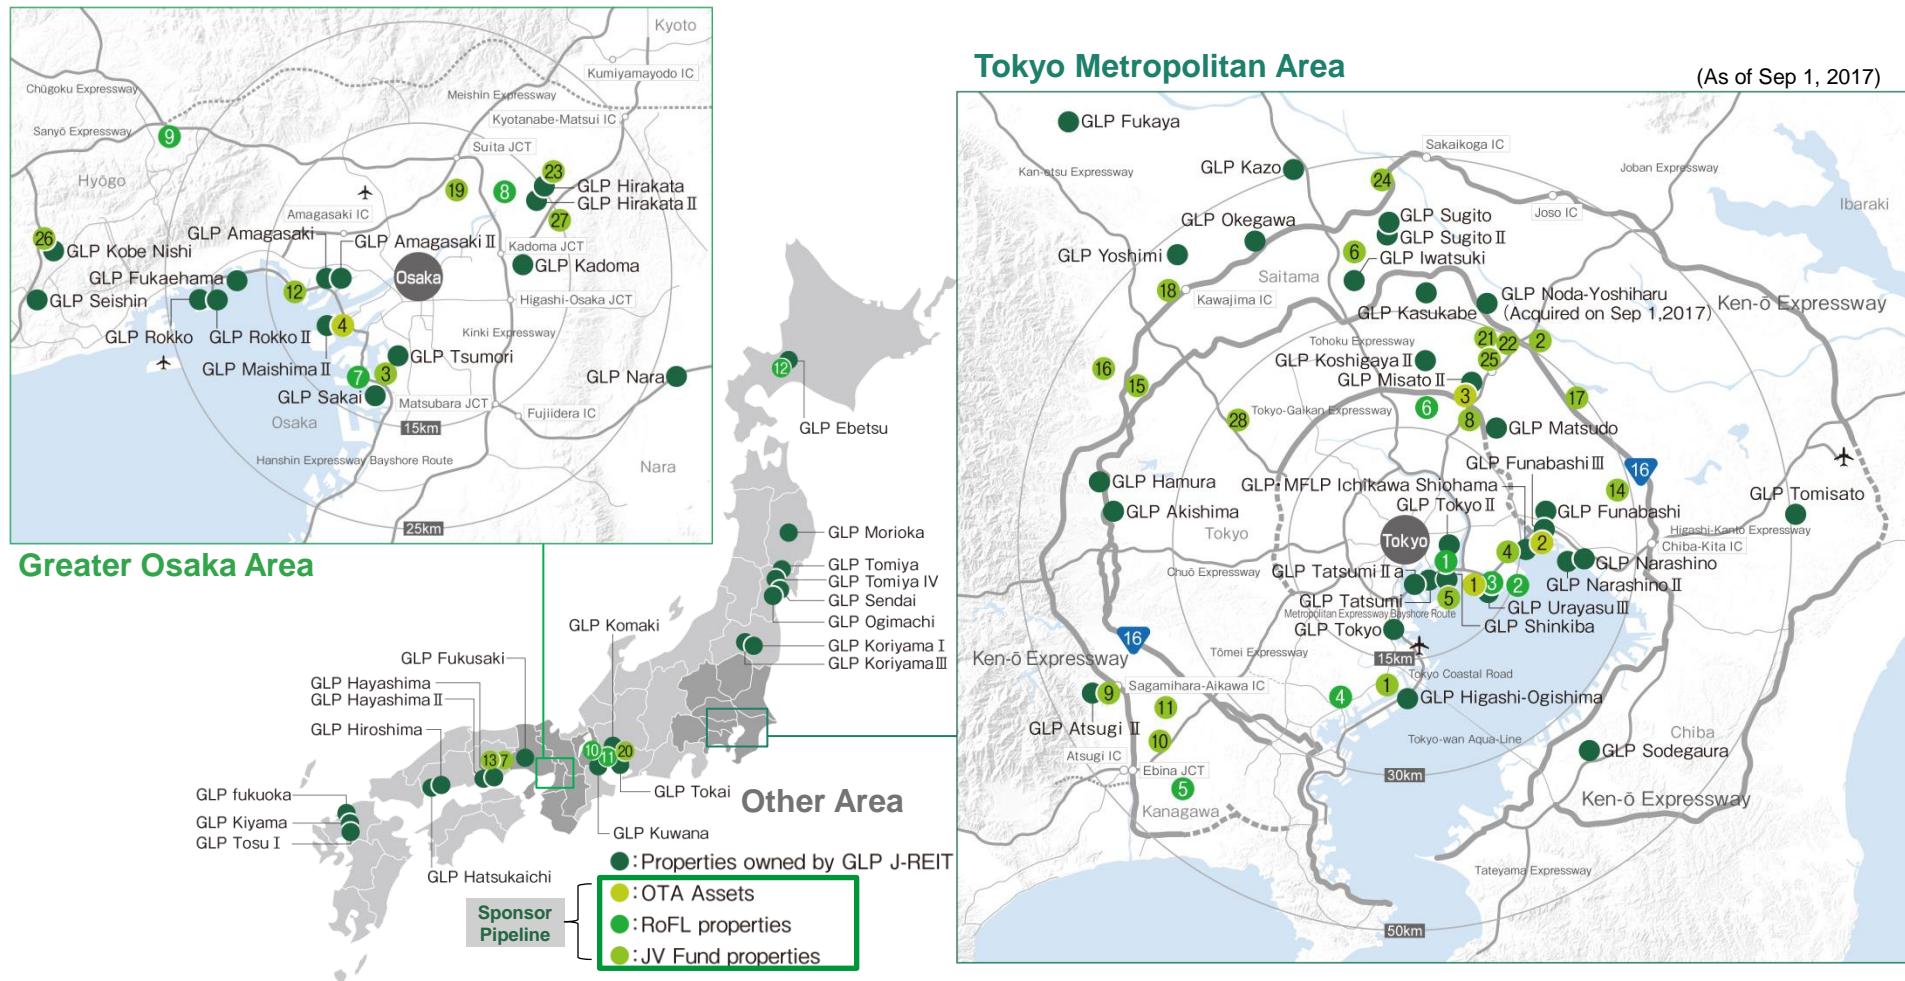 Tokyo Metropolitan Area
(As of Sep 1, 2017)
Kyoto
Kumiyamayodo IC
Chūgoku Expressway
Meishin Expressway
Kyotanabe-Matsui IC
Sanyō Expressway
9
Suita JCT
Hyōgo
23
19
8
GLP Hirakata
GLP Hirakata Ⅱ
Amagasaki IC
27
GLP Amagasaki
GLP Amagasaki Ⅱ
26
GLP Kobe Nishi
Kadoma JCT
GLP Kadoma
GLP Fukaehama
Osaka
12
GLP Seishin
Higashi-Osaka JCT
GLP Rokko
GLP Rokko Ⅱ
4
Kinki Expressway
GLP Tsumori
GLP Maishima Ⅱ
7
3
GLP Nara
GLP Sakai
Matsubara JCT
Fujiidera IC
Osaka
15km
Hanshin Expressway Bayshore Route
Nara
25km
Greater Osaka Area
12
GLP Ebetsu
GLP Morioka
GLP Tomiya
GLP Tomiya IV
GLP Sendai
GLP Ogimachi
GLP Komaki
GLP Koriyama Ⅰ
GLP Koriyama Ⅲ
GLP Fukusaki
GLP Hayashima
GLP Hayashima Ⅱ
GLP Hiroshima
10
11
20
13
7
GLP Tokai
Other Area
GLP fukuoka
GLP Kiyama
GLP Tosu Ⅰ
GLP Kuwana
GLP Hatsukaichi
:Properties owned by GLP J-REIT
Sponsor
Pipeline
:OTA Assets
:RoFL properties
:JV Fund properties
GLP Fukaya
Sakaikoga IC
Kan-etsu Expressway
GLP Kazo
Joban Expressway
24
Joso IC
Ibaraki
GLP Okegawa
GLP Sugito
GLP Sugito Ⅱ
GLP Yoshimi
6
GLP Iwatsuki
Saitama
18
Kawajima IC
GLP Kasukabe
GLP Noda-Yoshiharu
(Acquired on Sep 1,2017)
Ken-ō Expressway
Tohoku Expressway
21
22
2
GLP Koshigaya Ⅱ
25
16
15
GLP Misato Ⅱ
3
17
Tokyo-Gaikan Expressway
6
28
8
GLP Matsudo
GLP Funabashi Ⅲ
16
GLP Hamura
GLP·MFLP Ichikawa Shiohama
14
GLP Tomisato
GLP Tokyo Ⅱ
GLP Akishima
GLP Funabashi
Tokyo
Tokyo
Higashi-Kanto Expressway
2
Chiba-Kita IC
4
1
GLP Narashino
Chuō Expressway
GLP Tatsumi Ⅱa
1
3
2
GLP Narashino Ⅱ
GLP Tatsumi
5
GLP Urayasu Ⅲ
Metropolitan Expressway Bayshore Route
GLP Shinkiba
GLP Tokyo
16
Tōmei Expressway
15km
Ken-ō Expressway
Tokyo Coastal Road
Sagamihara-Aikawa IC
9
1
4
GLP Higashi-Ogishima
11
GLP Atsugi Ⅱ
10
Tokyo-wan Aqua-Line
Chiba
GLP Sodegaura
Atsugi IC
Ebina JCT
30km
5
Ken-ō Expressway
Kanagawa
Tateyama Expressway
50km